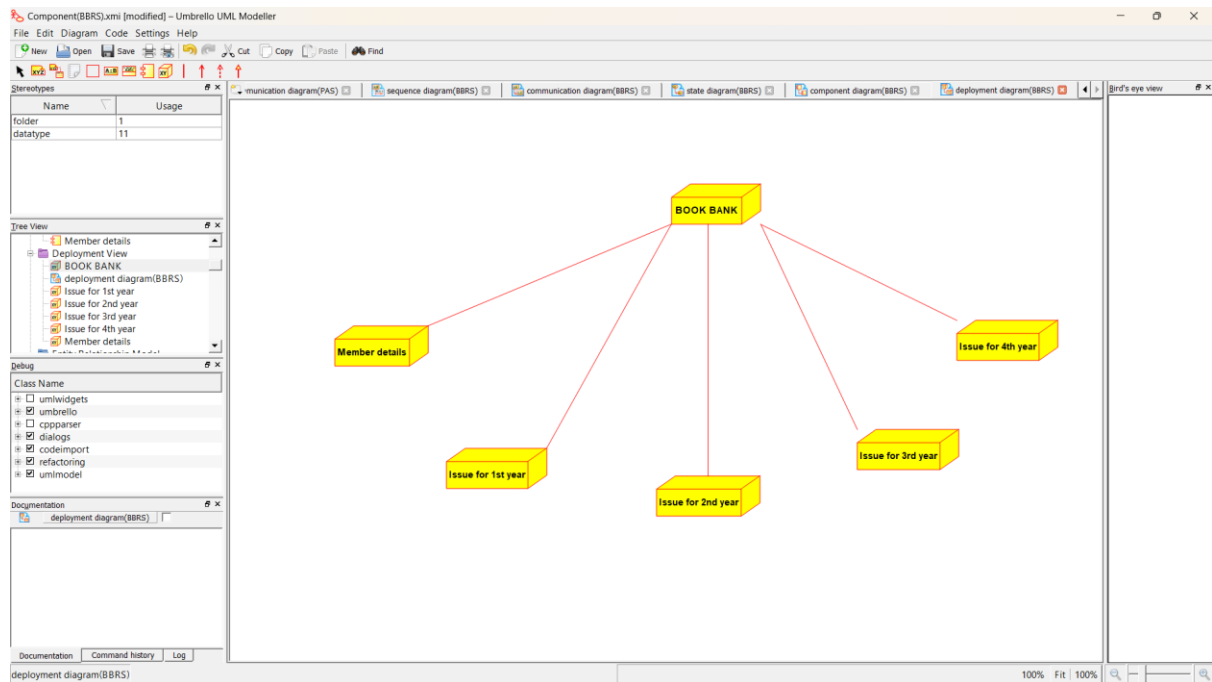 Component(BBRS).xmi [modified] – Umbrello UML Modeller
File Edit Diagram Code Settings Help
New Open Save Cut Copy Paste Find
Stereotypes
Name Usage
folder 1
datatype 11
Tree View
Member details
Deployment View
BOOK BANK
deployment diagram(BBRS)
Issue for 1st year
Issue for 2nd year
Issue for 3rd year
Issue for 4th year
Member details
Debug
Class Name
umlwidgets
umbrello
cppparser
dialogs
codeimport
refactoring
umlmodel
Documentation
deployment diagram(BBRS)
Documentation Command history Log
deployment diagram(BBRS)
munication diagram(PAS) sequence diagram(BBRS) communication diagram(BBRS) state diagram(BBRS) component diagram(BBRS) deployment diagram(BBRS)
BOOK BANK
Member details
Issue for 4th year
Issue for 1st year
Issue for 3rd year
Issue for 2nd year
Bird's eye view
100% Fit 100%